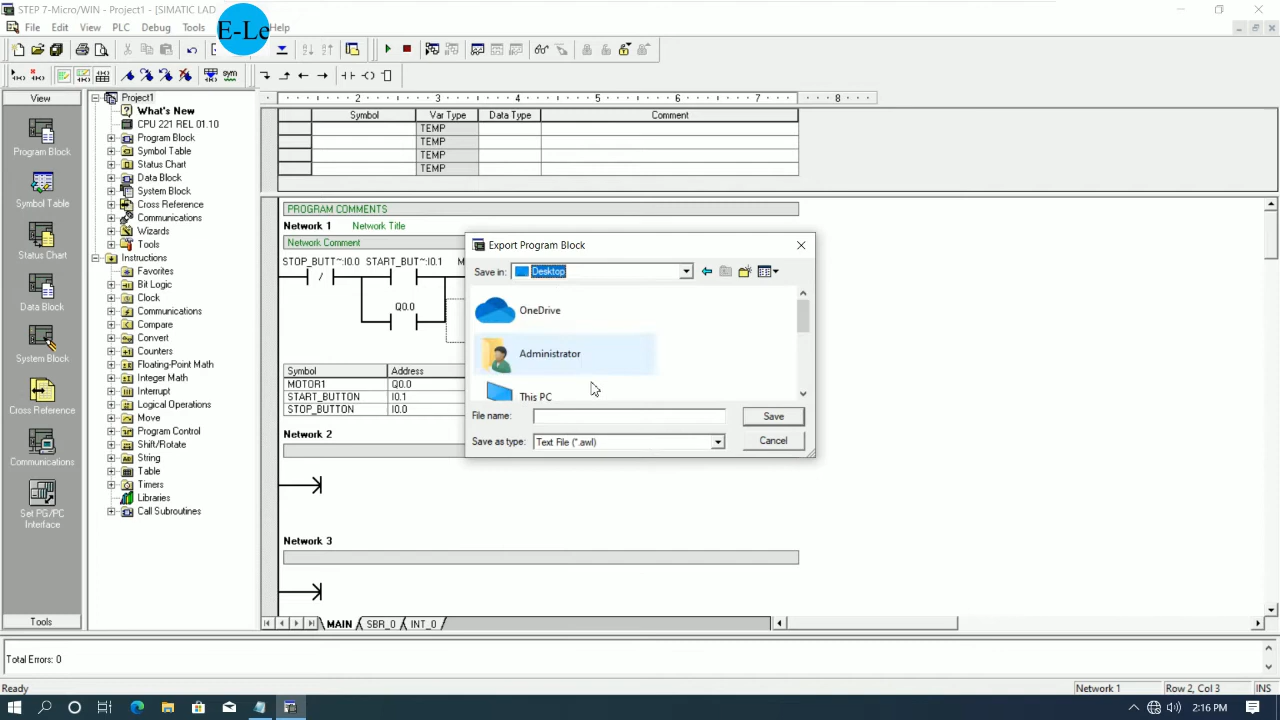 STEP 7-Micro/WIN - Project1 - [SIMATIC LAD
File Edit View PLC Debug Tools Help
E-Le
sym
View
Program Block
Symbol Table
Status Chart
Data Block
System Block
Cross Reference
Communications
Set PG/PC
Interface
Tools
Project1
What's New
CPU 221 REL 01.10
Program Block
Symbol Table
Status Chart
Data Block
System Block
Cross Reference
Communications
Wizards
Tools
Instructions
Favorites
Bit Logic
Clock
Communications
Compare
Convert
Counters
Floating-Point Math
Integer Math
Interrupt
Logical Operations
Move
Program Control
Shift/Rotate
String
Table
Timers
Libraries
Call Subroutines
2 3 4 5 6 7 8
Symbol Var Type Data Type Comment
TEMP
TEMP
TEMP
TEMP
PROGRAM COMMENTS
Network 1 Network Title
Network Comment
STOP_BUTT~:I0.0 START_BUT~:I0.1 M
/
Q0.0
Symbol Address
MOTOR1 Q0.0
START_BUTTON I0.1
STOP_BUTTON I0.0
Network 2
Network 3
MAIN SBR_0 INT_0
Export Program Block
Save in: Desktop
OneDrive
Administrator
This PC
File name: Save
Save as type: Text File (*.awl) Cancel
Total Errors: 0
Ready Network 1 Row 2, Col 3 INS
2:16 PM